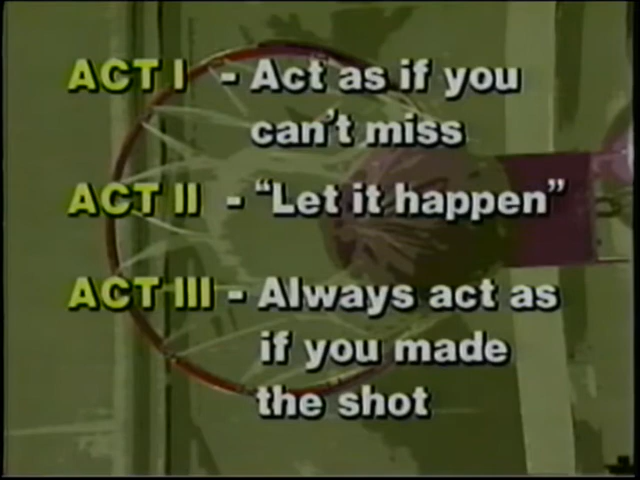 ACT I - Act as if you
can't miss
ACT II - “Let it happen”
ACT III - Always act as
if you made
the shot